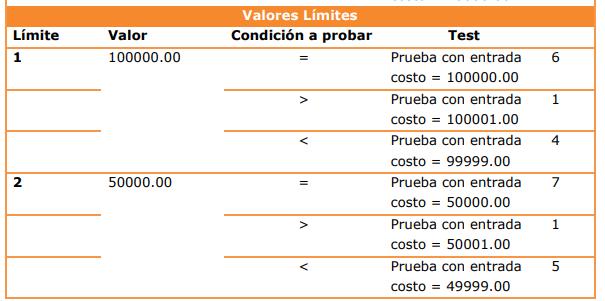 Valores Límites
Límite Valor Condición a probar Test
1 100000.00 = Prueba con entrada 6
costo = 100000.00
> Prueba con entrada 1
costo = 100001.00
< Prueba con entrada 4
costo = 99999.00
2 50000.00 = Prueba con entrada 7
costo = 50000.00
> Prueba con entrada 1
costo = 50001.00
< Prueba con entrada 5
costo = 49999.00